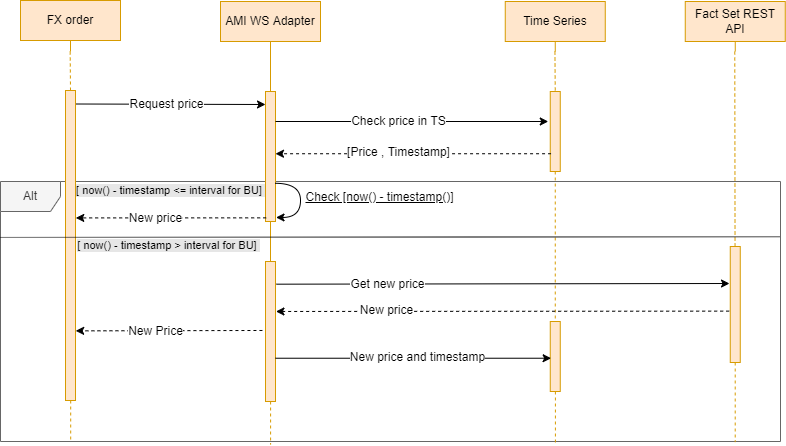 FX order
AMI WS Adapter
Time Series
Fact Set REST
API
Request price
Check price in TS
[Price , Timestamp]
Alt
[ now() - timestamp <= interval for BU]
Check [now() - timestamp()]
New price
[ now() - timestamp > interval for BU]
Get new price
New price
New Price
New price and timestamp